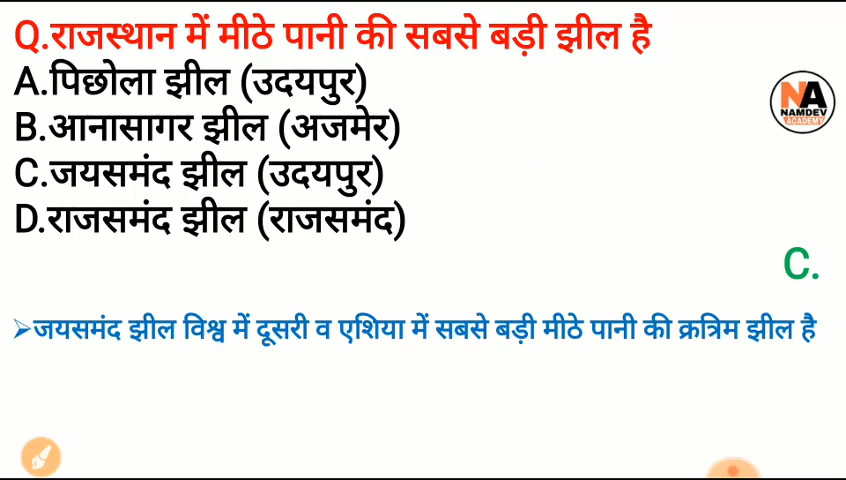 Q.राजस्थान में मीठे पानी की सबसे बड़ी झील है
A.पिछोला झील (उदयपुर)
B.आनासागर झील (अजमेर)
C.जयसमंद झील (उदयपुर)
D.राजसमंद झील (राजसमंद)
NA
NAMDEV
ACADEMY
C.
➢जयसमंद झील विश्व में दूसरी व एशिया में सबसे बड़ी मीठे पानी की क्रत्रिम झील है